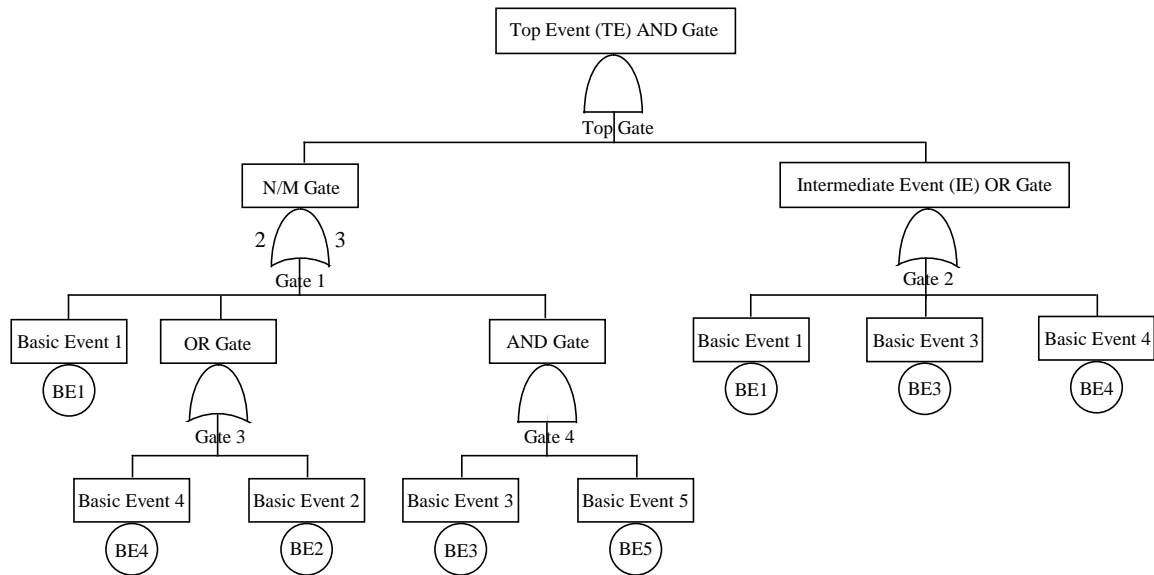 Top Event (TE) AND Gate
Top Gate
N/M Gate
Intermediate Event (IE) OR Gate
2 3
Gate 1
Gate 2
Basic Event 1
OR Gate
AND Gate
Basic Event 1
Basic Event 3
Basic Event 4
BE1
BE1
BE3
BE4
Gate 3
Gate 4
Basic Event 4
Basic Event 2
Basic Event 3
Basic Event 5
BE4
BE2
BE3
BE5